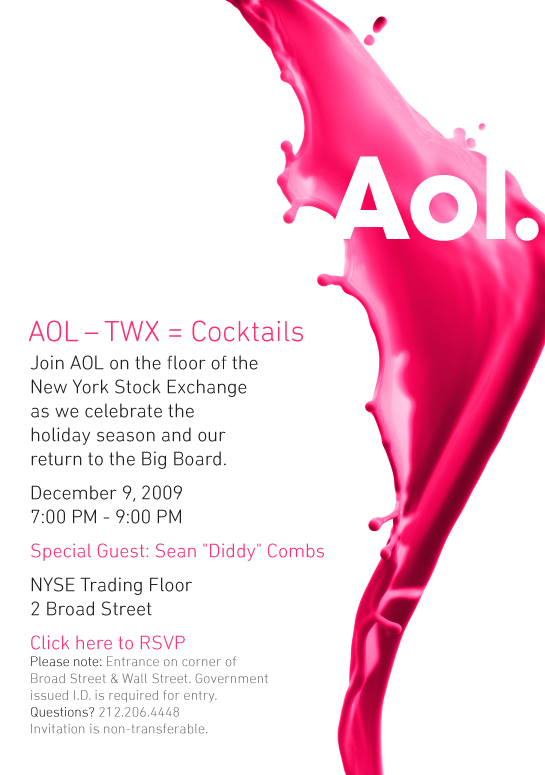 Aol.
AOL – TWX = Cocktails
Join AOL on the floor of the
New York Stock Exchange
as we celebrate the
holiday season and our
return to the Big Board.
December 9, 2009
7:00 PM - 9:00 PM
Special Guest: Sean "Diddy" Combs
NYSE Trading Floor
2 Broad Street
Click here to RSVP
Please note: Entrance on corner of
Broad Street & Wall Street. Government
issued I.D. is required for entry.
Questions? 212.206.4448
Invitation is non-transferable.